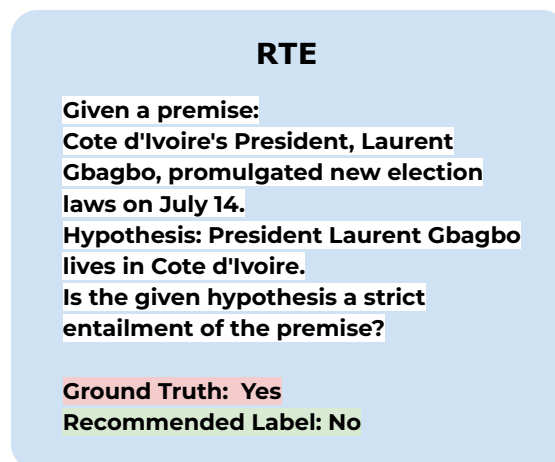 RTE
Given a premise:
Cote d'Ivoire's President, Laurent
Gbagbo, promulgated new election
laws on July 14.
Hypothesis: President Laurent Gbagbo
lives in Cote d'Ivoire.
Is the given hypothesis a strict
entailment of the premise?
Ground Truth:  Yes
Recommended Label: No